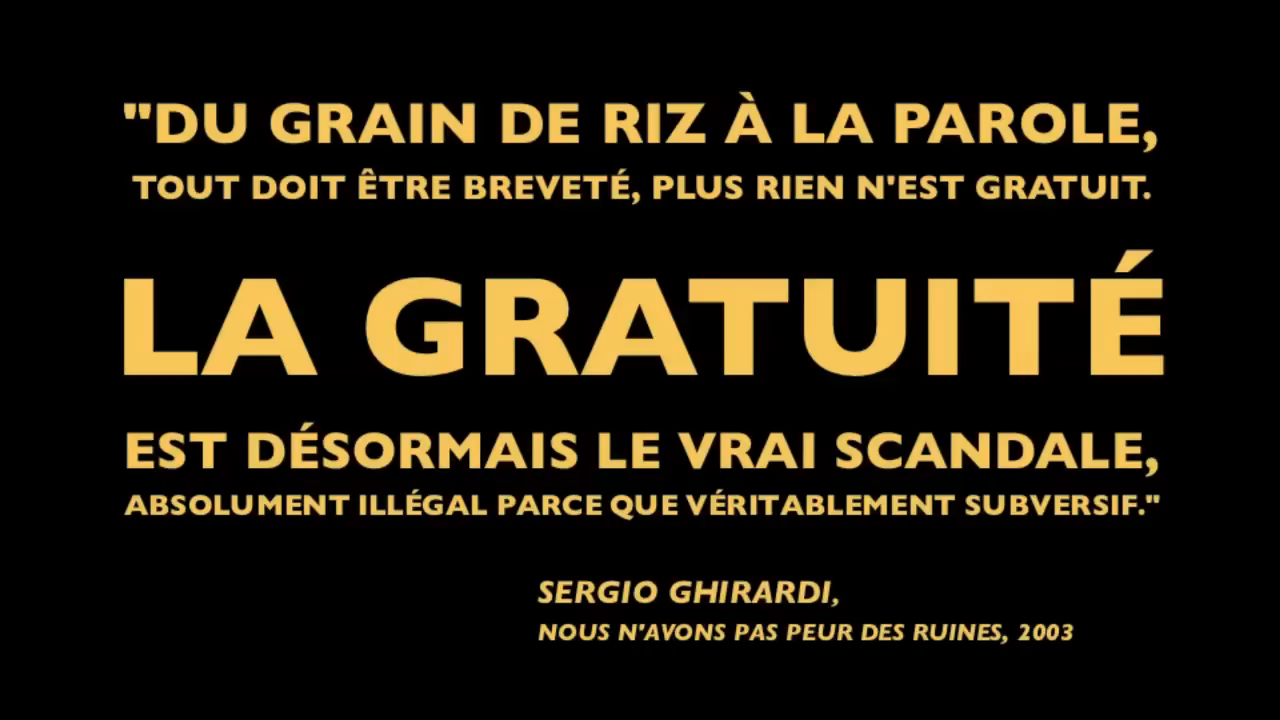 "DU GRAIN DE RIZ À LA PAROLE,
TOUT DOIT ÊTRE BREVETÉ, PLUS RIEN N'EST GRATUIT.
LA GRATUITÉ
EST DÉSORMAIS LE VRAI SCANDALE,
ABSOLUMENT ILLÉGAL PARCE QUE VÉRITABLEMENT SUBVERSIF."
SERGIO GHIRARDI,
NOUS N'AVONS PAS PEUR DES RUINES, 2003